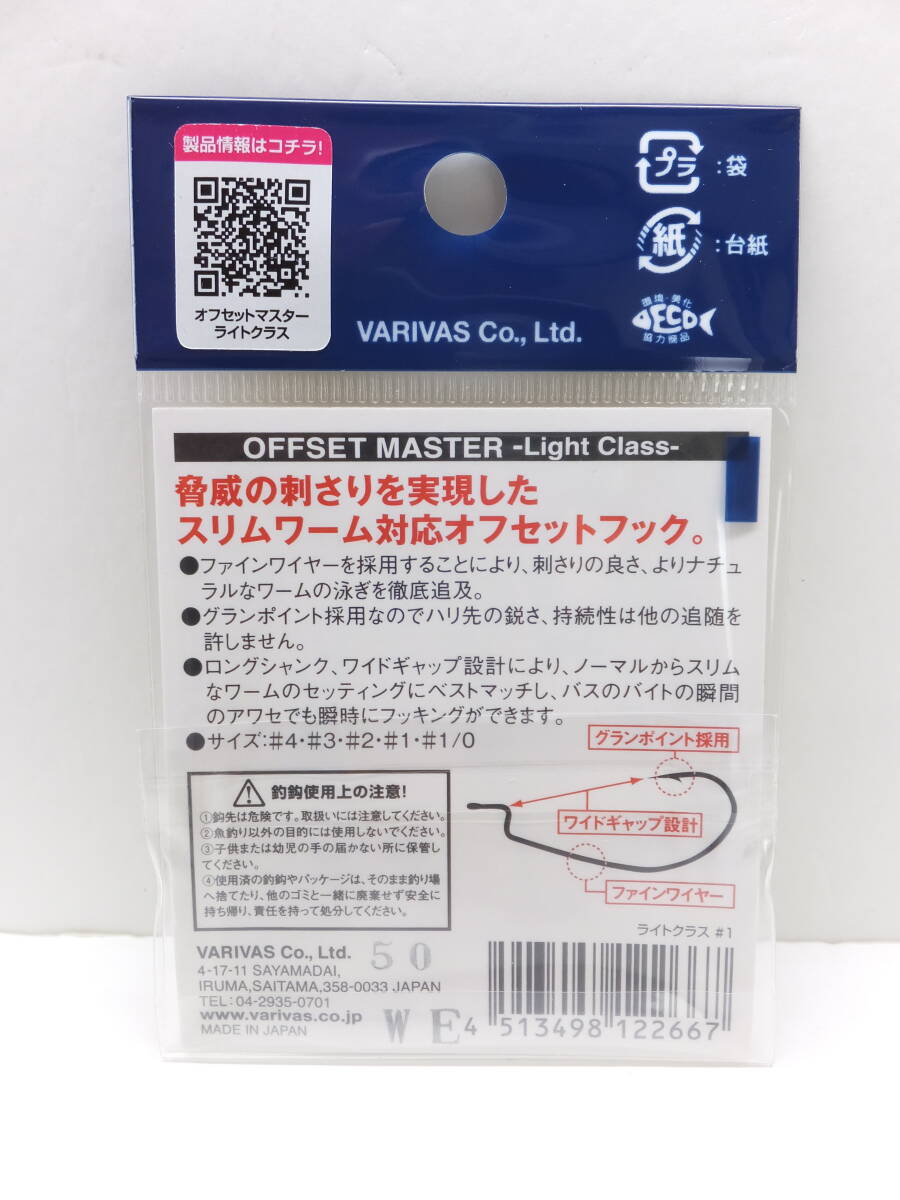 製品情報はコチラ!
オフセットマスター
ライトクラス
VARIVAS Co., Ltd.
プラ :袋
紙 :台紙
環境・美化
ECO
協力商品
OFFSET MASTER -Light Class-
脅威の刺さりを実現した
スリムワーム対応オフセットフック。
●ファインワイヤーを採用することにより、刺さりの良さ、よりナチュ
ラルなワームの泳ぎを徹底追及。
●グランポイント採用なのでハリ先の鋭さ、持続性は他の追随を
許しません。
●ロングシャンク、ワイドギャップ設計により、ノーマルからスリム
なワームのセッティングにベストマッチし、バスのバイトの瞬間
のアワセでも瞬時にフッキングができます。
●サイズ:#4・#3・#2・#1・#1/0
グランポイント採用
ワイドギャップ設計
ファインワイヤー
釣鈎使用上の注意!
①鈎先は危険です。取扱いには注意してください。
②魚釣り以外の目的には使用しないでください。
③子供または幼児の手の届かない所に保管し
てください。
④使用済の釣鈎やパッケージは、そのまま釣り場
へ捨てたり、他のゴミと一緒に廃棄せず安全に
持ち帰り、責任を持って処分してください。
ライトクラス #1
VARIVAS Co., Ltd. 50
4-17-11 SAYAMADAI,
IRUMA,SAITAMA,358-0033 JAPAN
TEL:04-2935-0701
www.varivas.co.jp
MADE IN JAPAN
WE
4 513498 122667